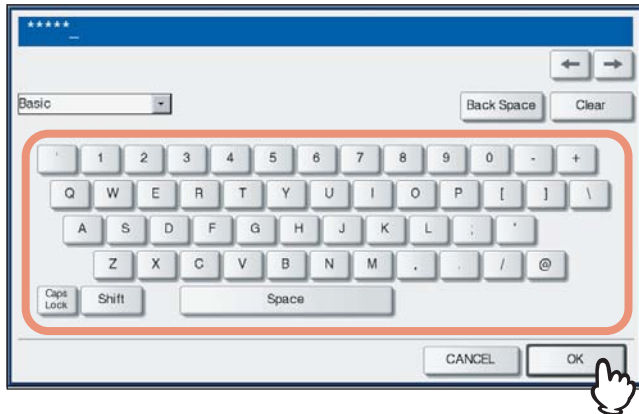 *****_
← →
Basic Back Space Clear
' 1 2 3 4 5 6 7 8 9 0 - +
Q W E R T Y U I O P [ ] \
A S D F G H J K L ; '
Z X C V B N M , . / @
Caps Lock Shift Space
CANCEL OK